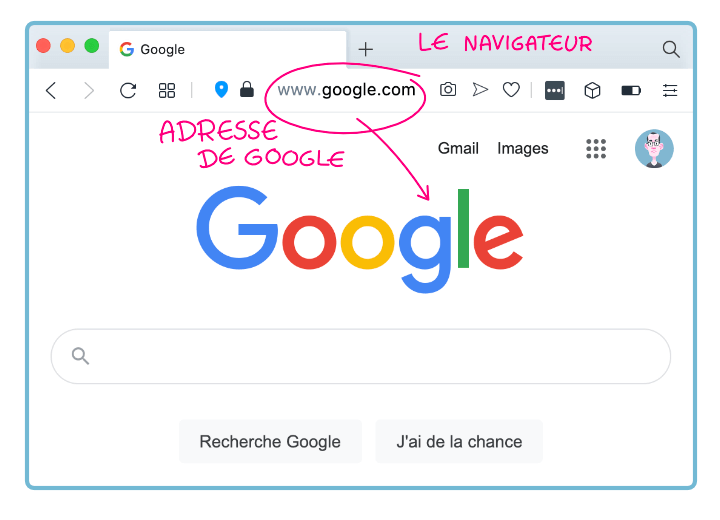 Google
LE NAVIGATEUR
www.google.com
ADRESSE
DE GOOGLE
Gmail Images
Google
Recherche Google
J'ai de la chance